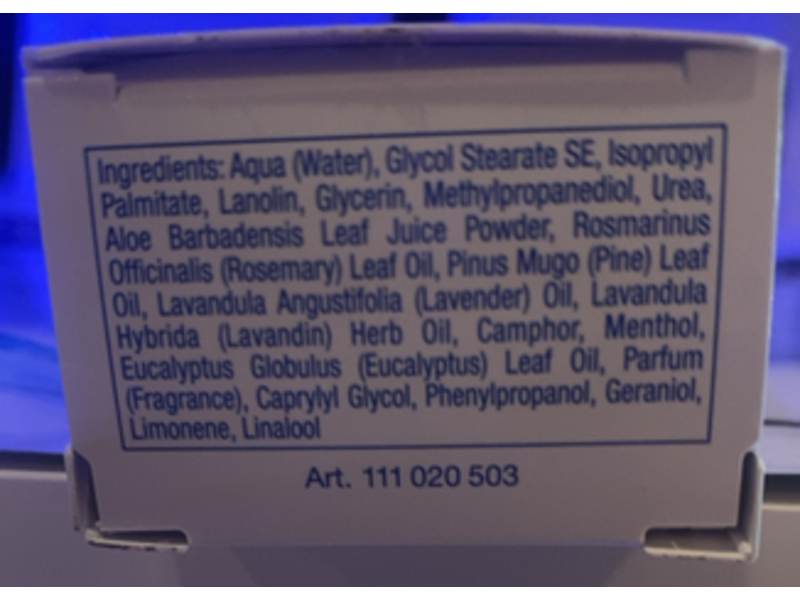 Ingredients: Aqua (Water), Glycol Stearate SE, Isopropyl
Palmitate, Lanolin, Glycerin, Methylpropanediol, Urea,
Aloe Barbadensis Leaf Juice Powder, Rosmarinus
Officinalis (Rosemary) Leaf Oil, Pinus Mugo (Pine) Leaf
Oil, Lavandula Angustifolia (Lavender) Oil, Lavandula
Hybrida (Lavandin) Herb Oil, Camphor, Menthol,
Eucalyptus Globulus (Eucalyptus) Leaf Oil, Parfum
(Fragrance), Caprylyl Glycol, Phenylpropanol, Geraniol,
Limonene, Linalool
Art. 111 020 503